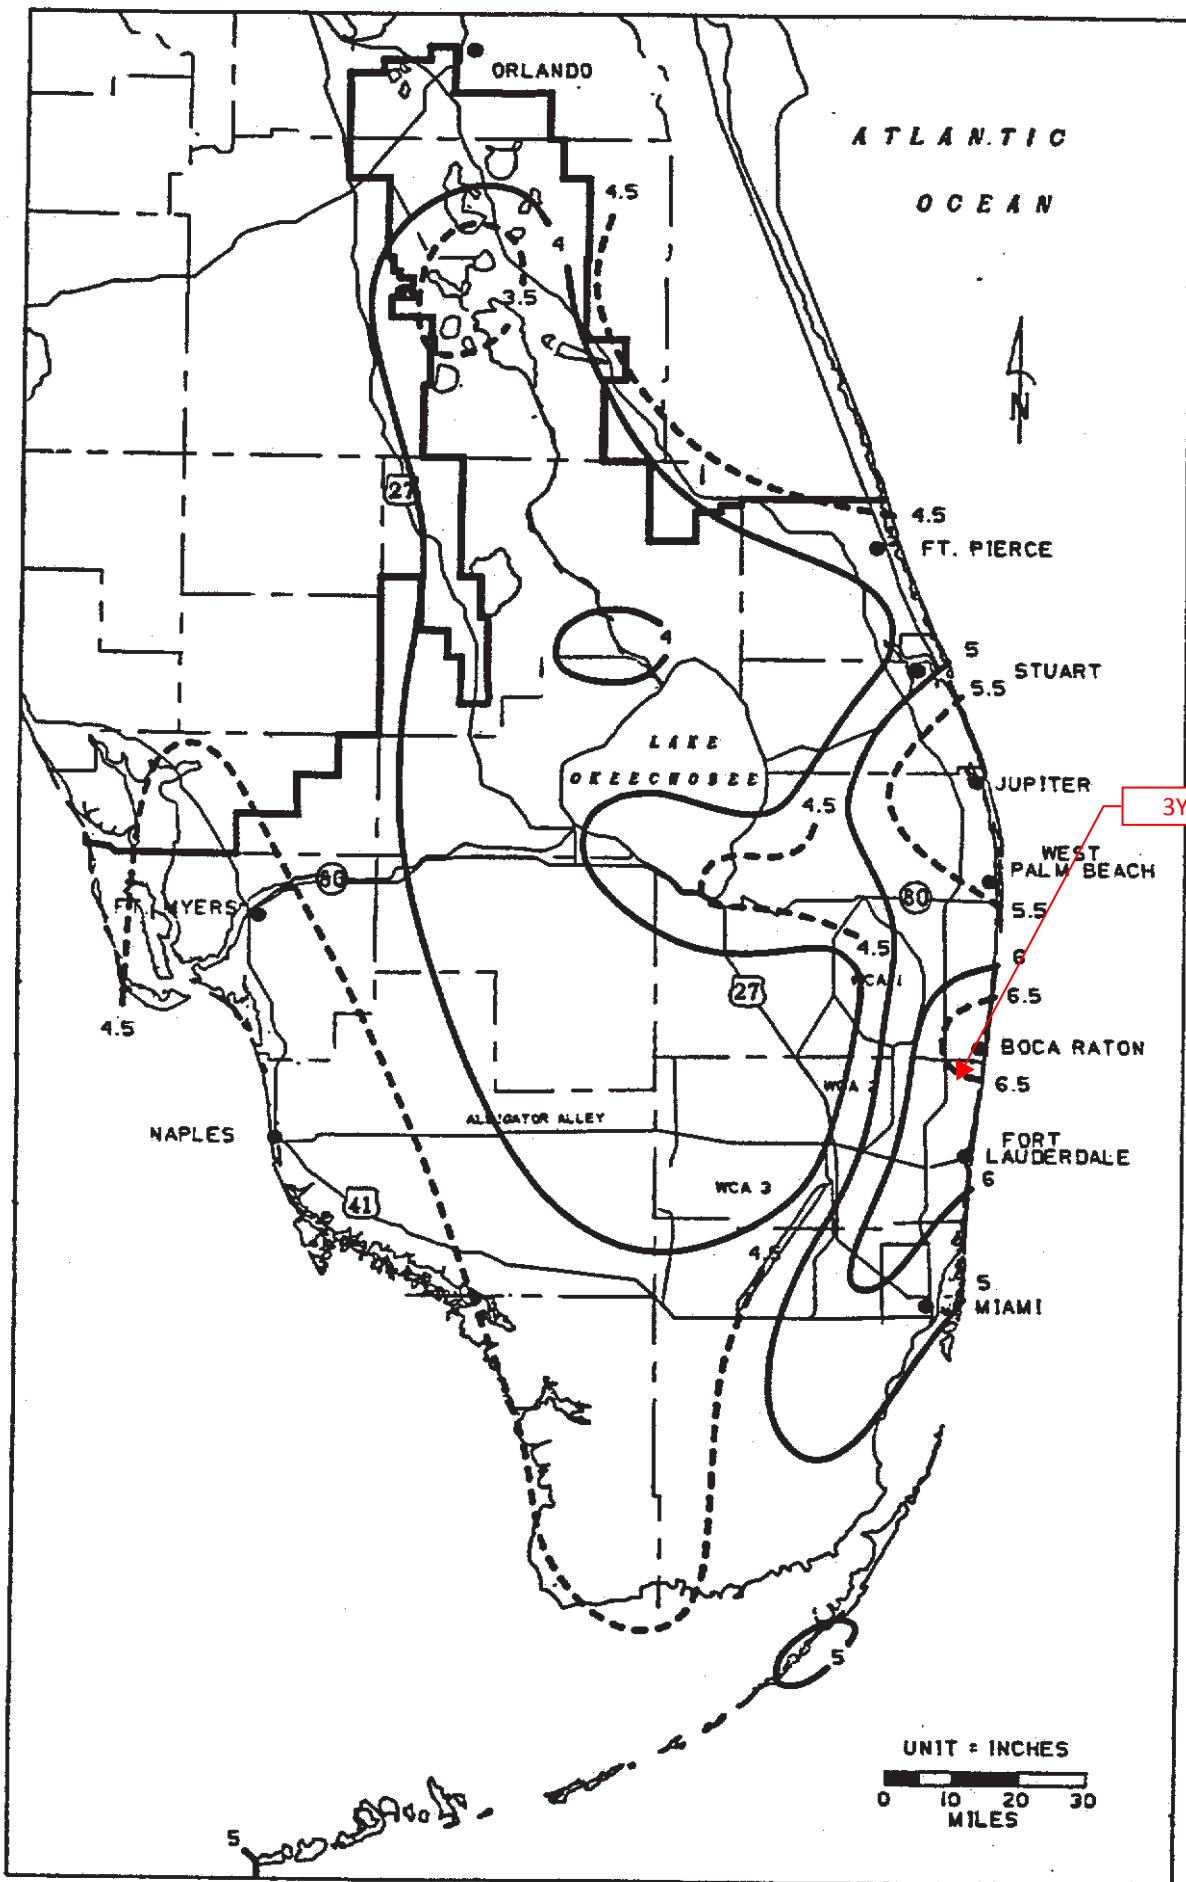 ORLANDO
ATLANTIC
OCEAN
4.5
4
3.5
N
27
4.5
FT. PIERCE
4
5
STUART
5.5
LAKE
OKEECHOBEE
JUPITER
4.5
3Y
WEST
PALM BEACH
80
80
FT. MYERS
5.5
4.5
6
WCA 1
27
6.5
4.5
BOCA RATON
WCA 2
6.5
ALLIGATOR ALLEY
NAPLES
FORT
LAUDERDALE
6
WCA 3
41
4.5
5
MIAMI
5
UNIT = INCHES
0 10 20 30
MILES
5